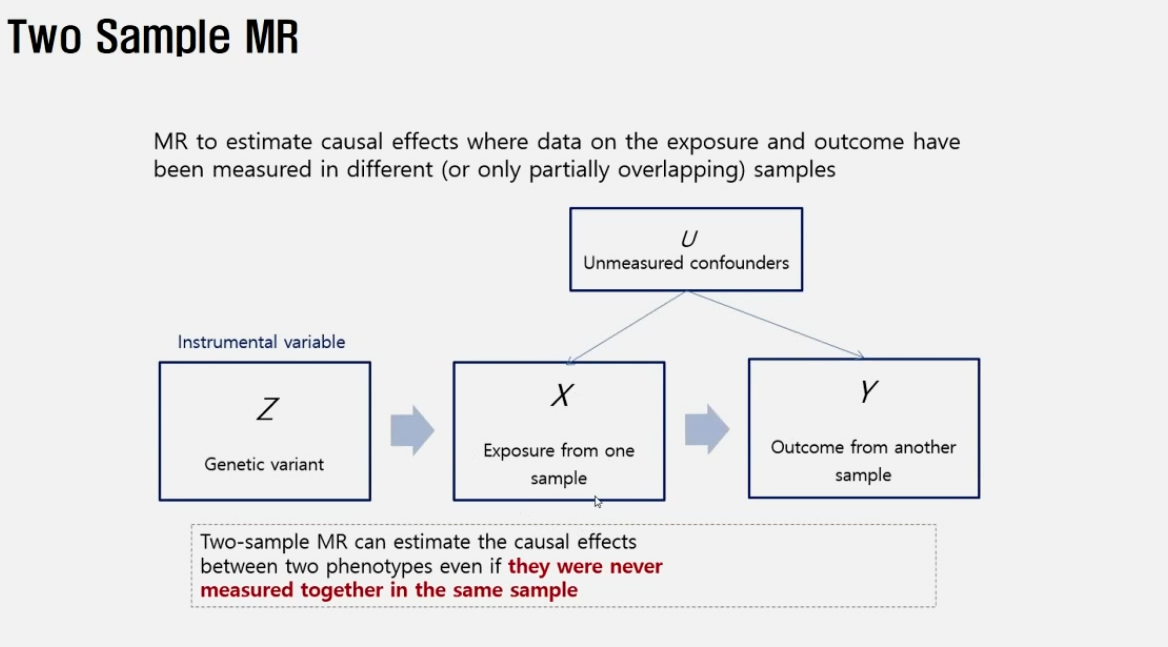 Two Sample MR
MR to estimate causal effects where data on the exposure and outcome have
been measured in different (or only partially overlapping) samples
U
Unmeasured confounders
Instrumental variable
Z
Genetic variant
X
Exposure from one
sample
Y
Outcome from another
sample
Two-sample MR can estimate the causal effects
between two phenotypes even if they were never
measured together in the same sample